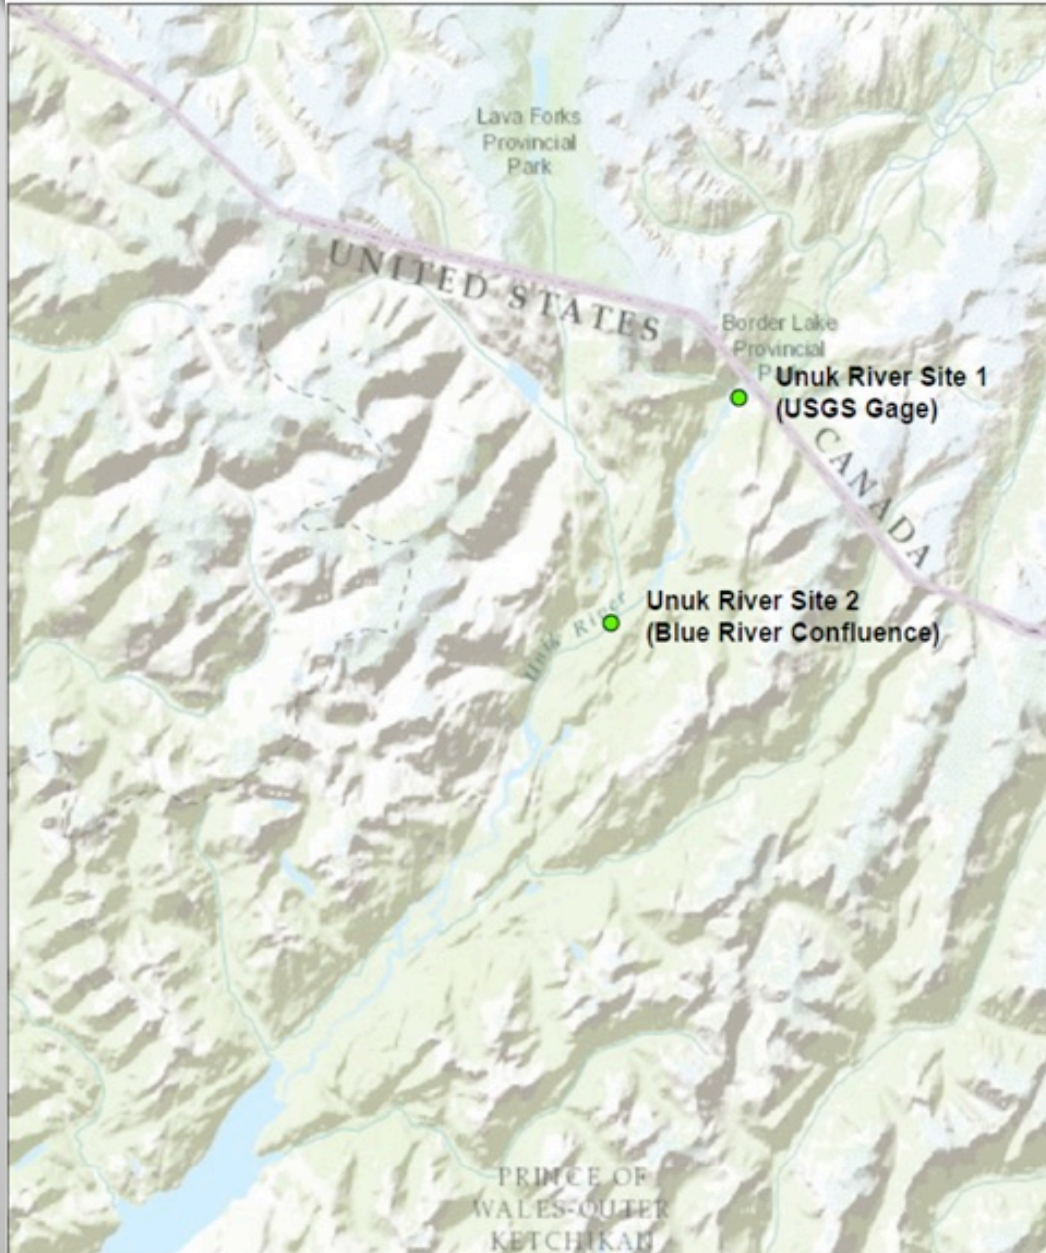 Lava Forks
Provincial
Park
UNITED STATES
Border Lake
Provincial
P
Unuk River Site 1
(USGS Gage)
CANADA
Unuk River Site 2
(Blue River Confluence)
Unuk River
PRINCE OF
WALES-OUTER
KETCHIKAN